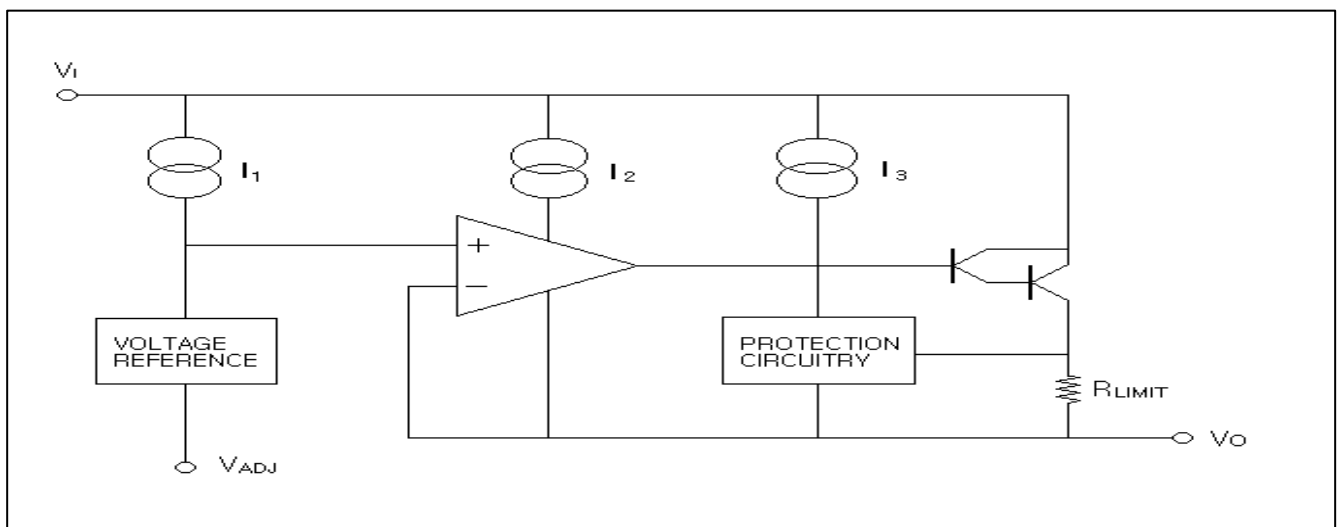 VI
I1
I2
I3
+
−
VOLTAGE
REFERENCE
PROTECTION
CIRCUITRY
RLIMIT
VO
VADJ